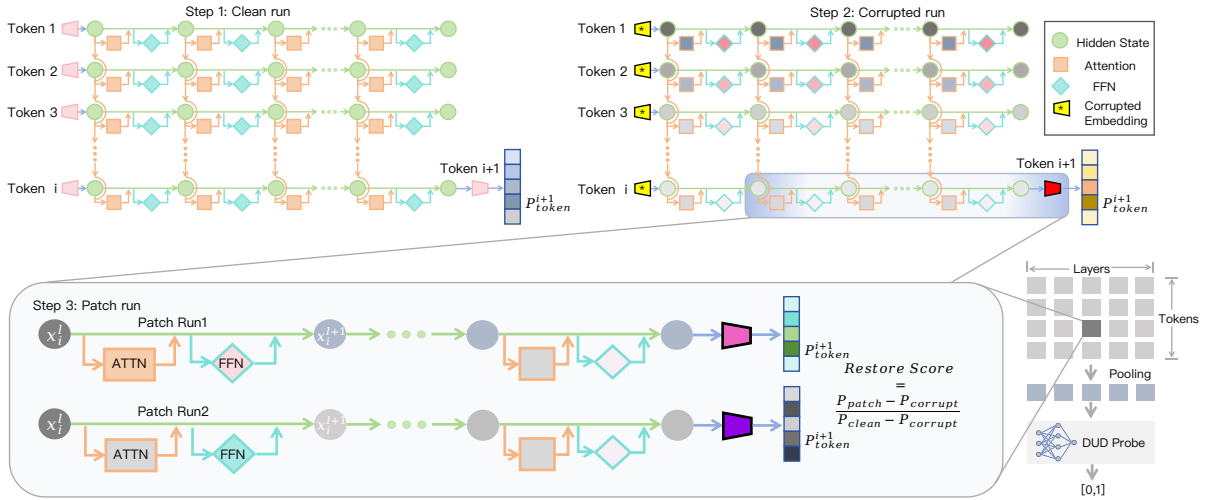 Step 1: Clean run
Token 1
Token 2
Token 3
Token i
Token i+1
P_{token}^{i+1}
Step 2: Corrupted run
Token 1
*
Token 2
*
Token 3
*
Token i
*
Token i+1
P_{token}^{i+1}
Hidden State
Attention
FFN
* Corrupted
Embedding
Step 3: Patch run
Patch Run1
x_i^l
ATTN
FFN
x_i^{l+1}
P_{token}^{i+1}
Patch Run2
x_i^l
ATTN
FFN
x_i^{l+1}
P_{token}^{i+1}
Restore Score
=
P_{patch} − P_{corrupt}
P_{clean} − P_{corrupt}
Layers
Tokens
Pooling
DUD Probe
[0,1]